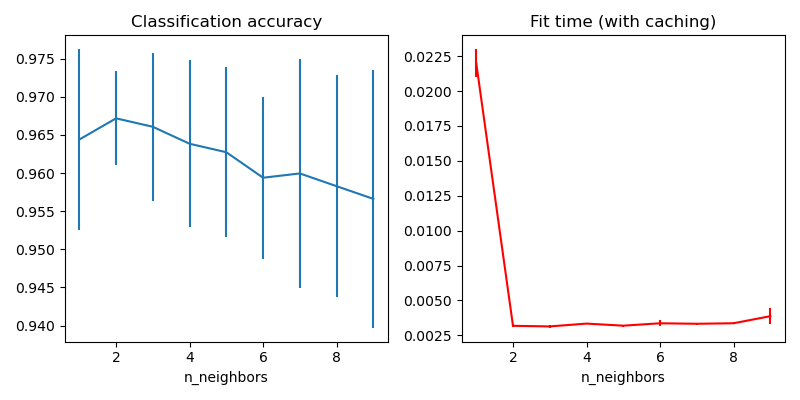 Classification accuracy
0.975
0.970
0.965
0.960
0.955
0.950
0.945
0.940
2 4 6 8
n_neighbors
Fit time (with caching)
0.0225
0.0200
0.0175
0.0150
0.0125
0.0100
0.0075
0.0050
0.0025
2 4 6 8
n_neighbors